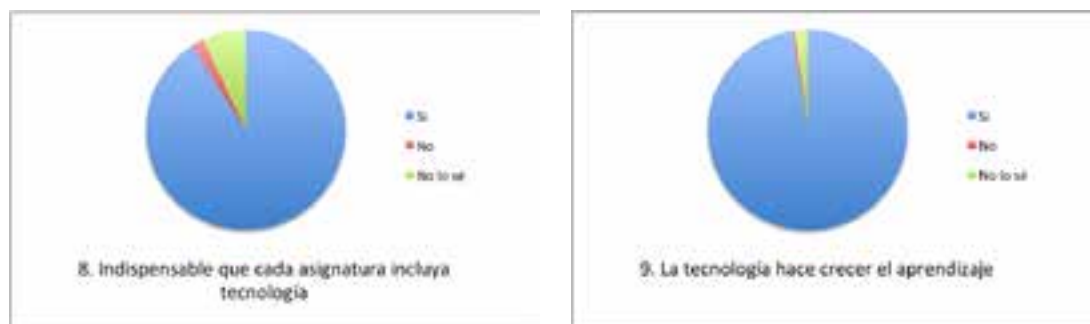 Si
No
No lo sé
8. Indispensable que cada asignatura incluya
tecnología
Si
No
No lo sé
9. La tecnología hace crecer el aprendizaje